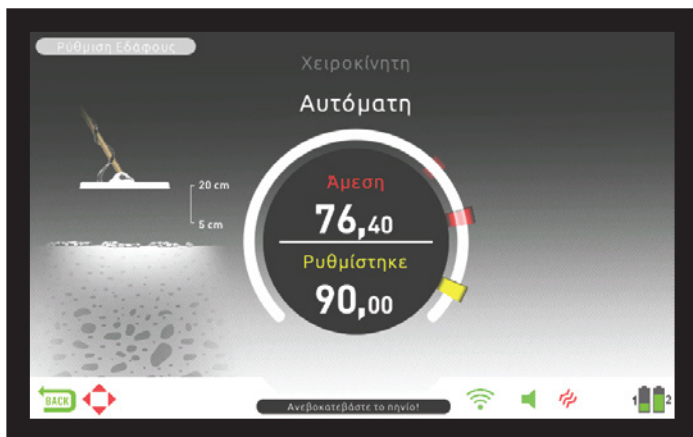 Ρύθμιση Εδάφους
Χειροκίνητη
Αυτόματη
20 cm
5 cm
Άμεση
76,40
Ρυθμίστηκε
90,00
BACK
Ανεβοκατεβάστε το πηνίο!
1 2